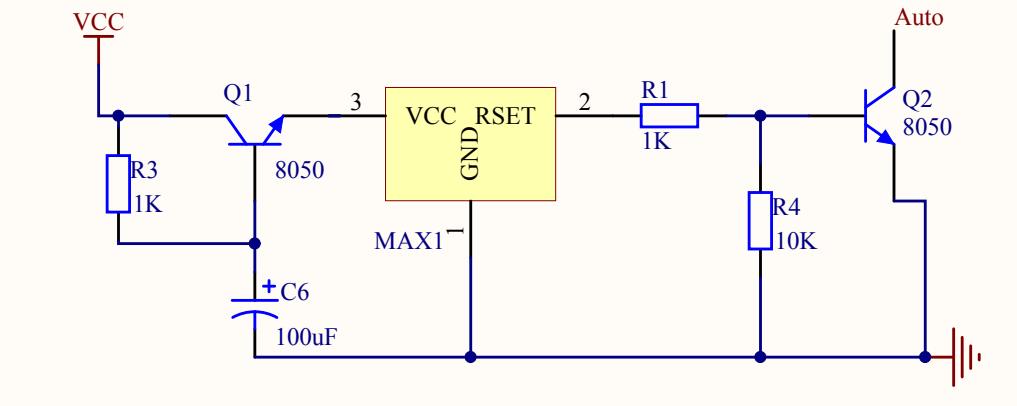 VCC
Auto
Q1
3
VCC RSET
2
R1
Q2
8050
1K
GND
R3
8050
1K
R4
10K
MAX1
1
+
C6
100uF